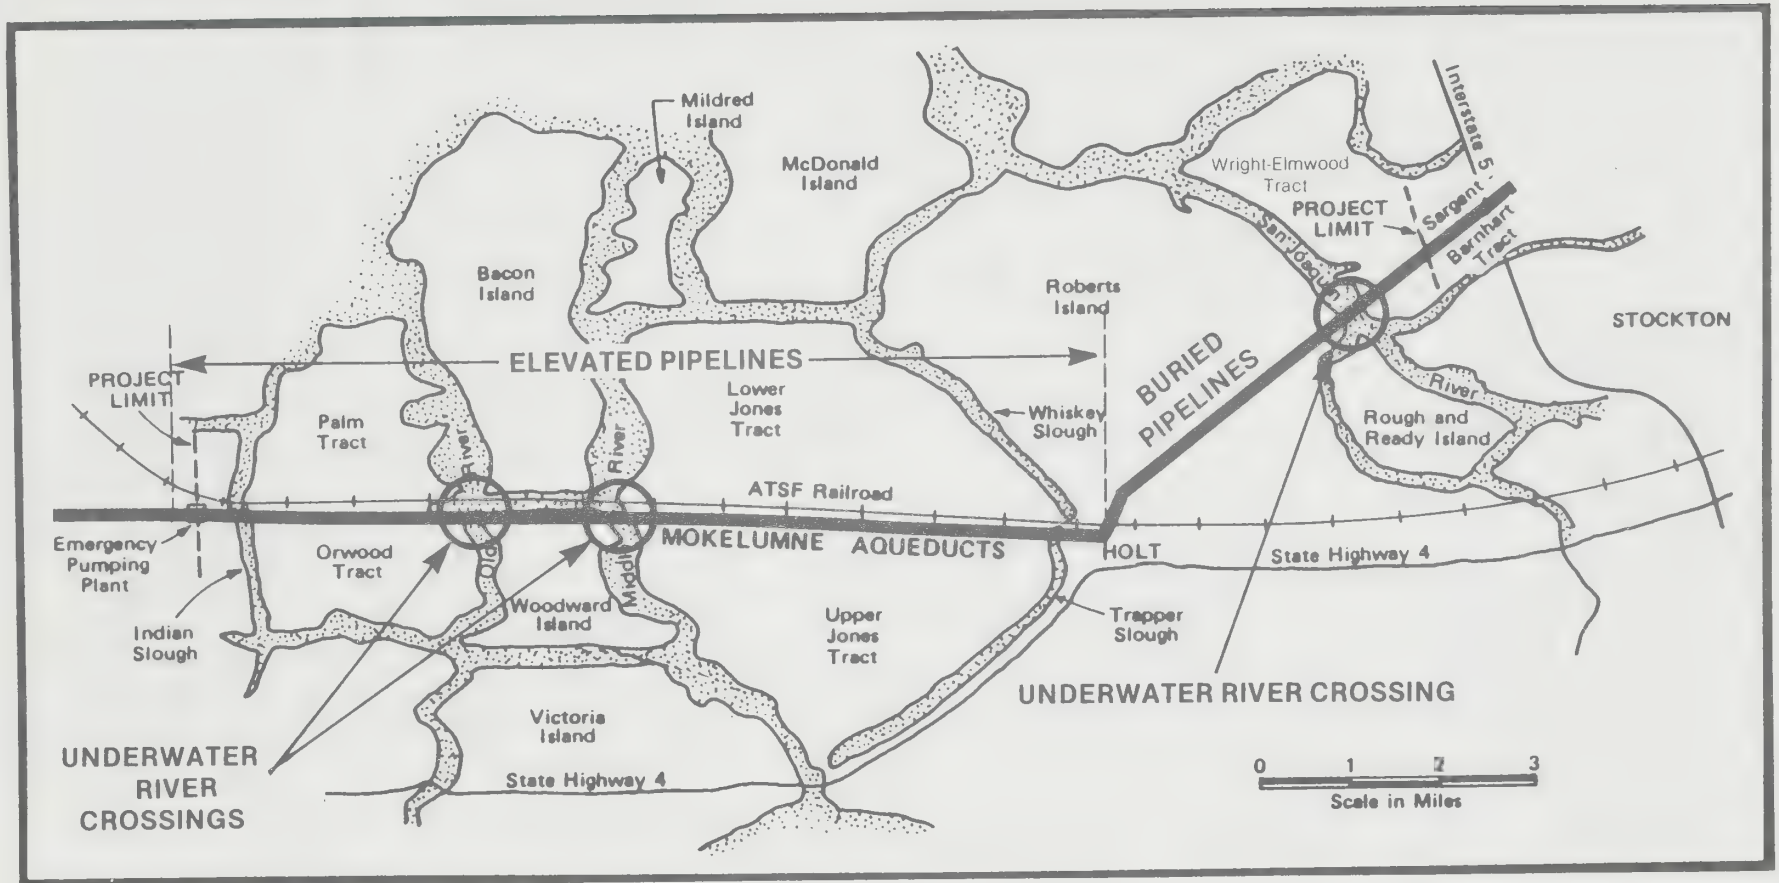 Mildred
Island
McDonald
Island
Wright-Elmwood
Tract
Interstate 5
PROJECT
LIMIT
Sargent -
Barnhart
Tract
San Joaquin
Bacon
Island
Roberts
Island
STOCKTON
ELEVATED PIPELINES
BURIED
PIPELINES
PROJECT
LIMIT
Palm
Tract
Lower
Jones
Tract
Whiskey
Slough
River
Rough and
Ready Island
River
River
ATSF Railroad
MOKELUMNE AQUEDUCTS
HOLT
State Highway 4
Emergency
Pumping
Plant
Orwood
Tract
Old
Middle
Woodward
Island
Indian
Slough
Upper
Jones
Tract
Trapper
Slough
UNDERWATER RIVER CROSSING
Victoria
Island
UNDERWATER
RIVER
CROSSINGS
State Highway 4
0 1 2 3
Scale in Miles